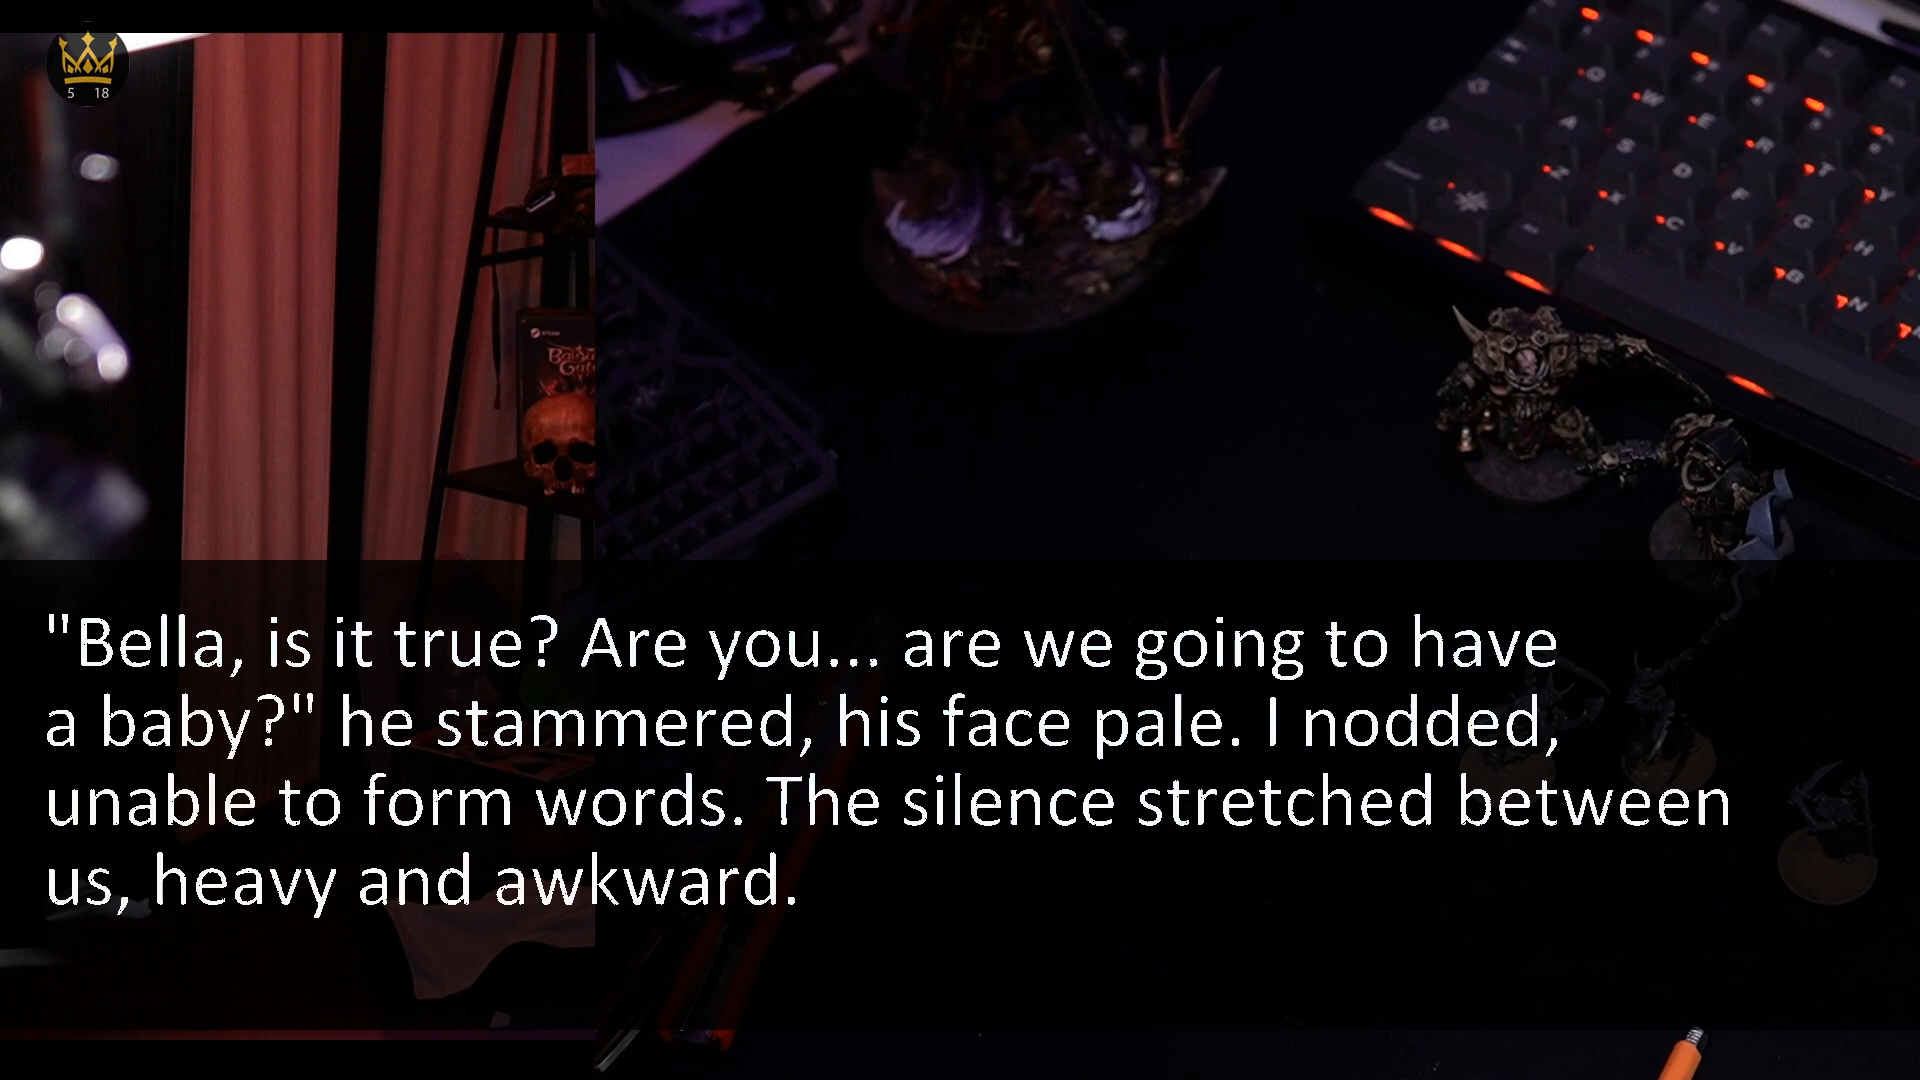 5 18
STEAM
"Bella, is it true? Are you... are we going to have
a baby?" he stammered, his face pale. I nodded,
unable to form words. The silence stretched between
us, heavy and awkward.
W E R T Y
A S D F G H
Z X C V B N